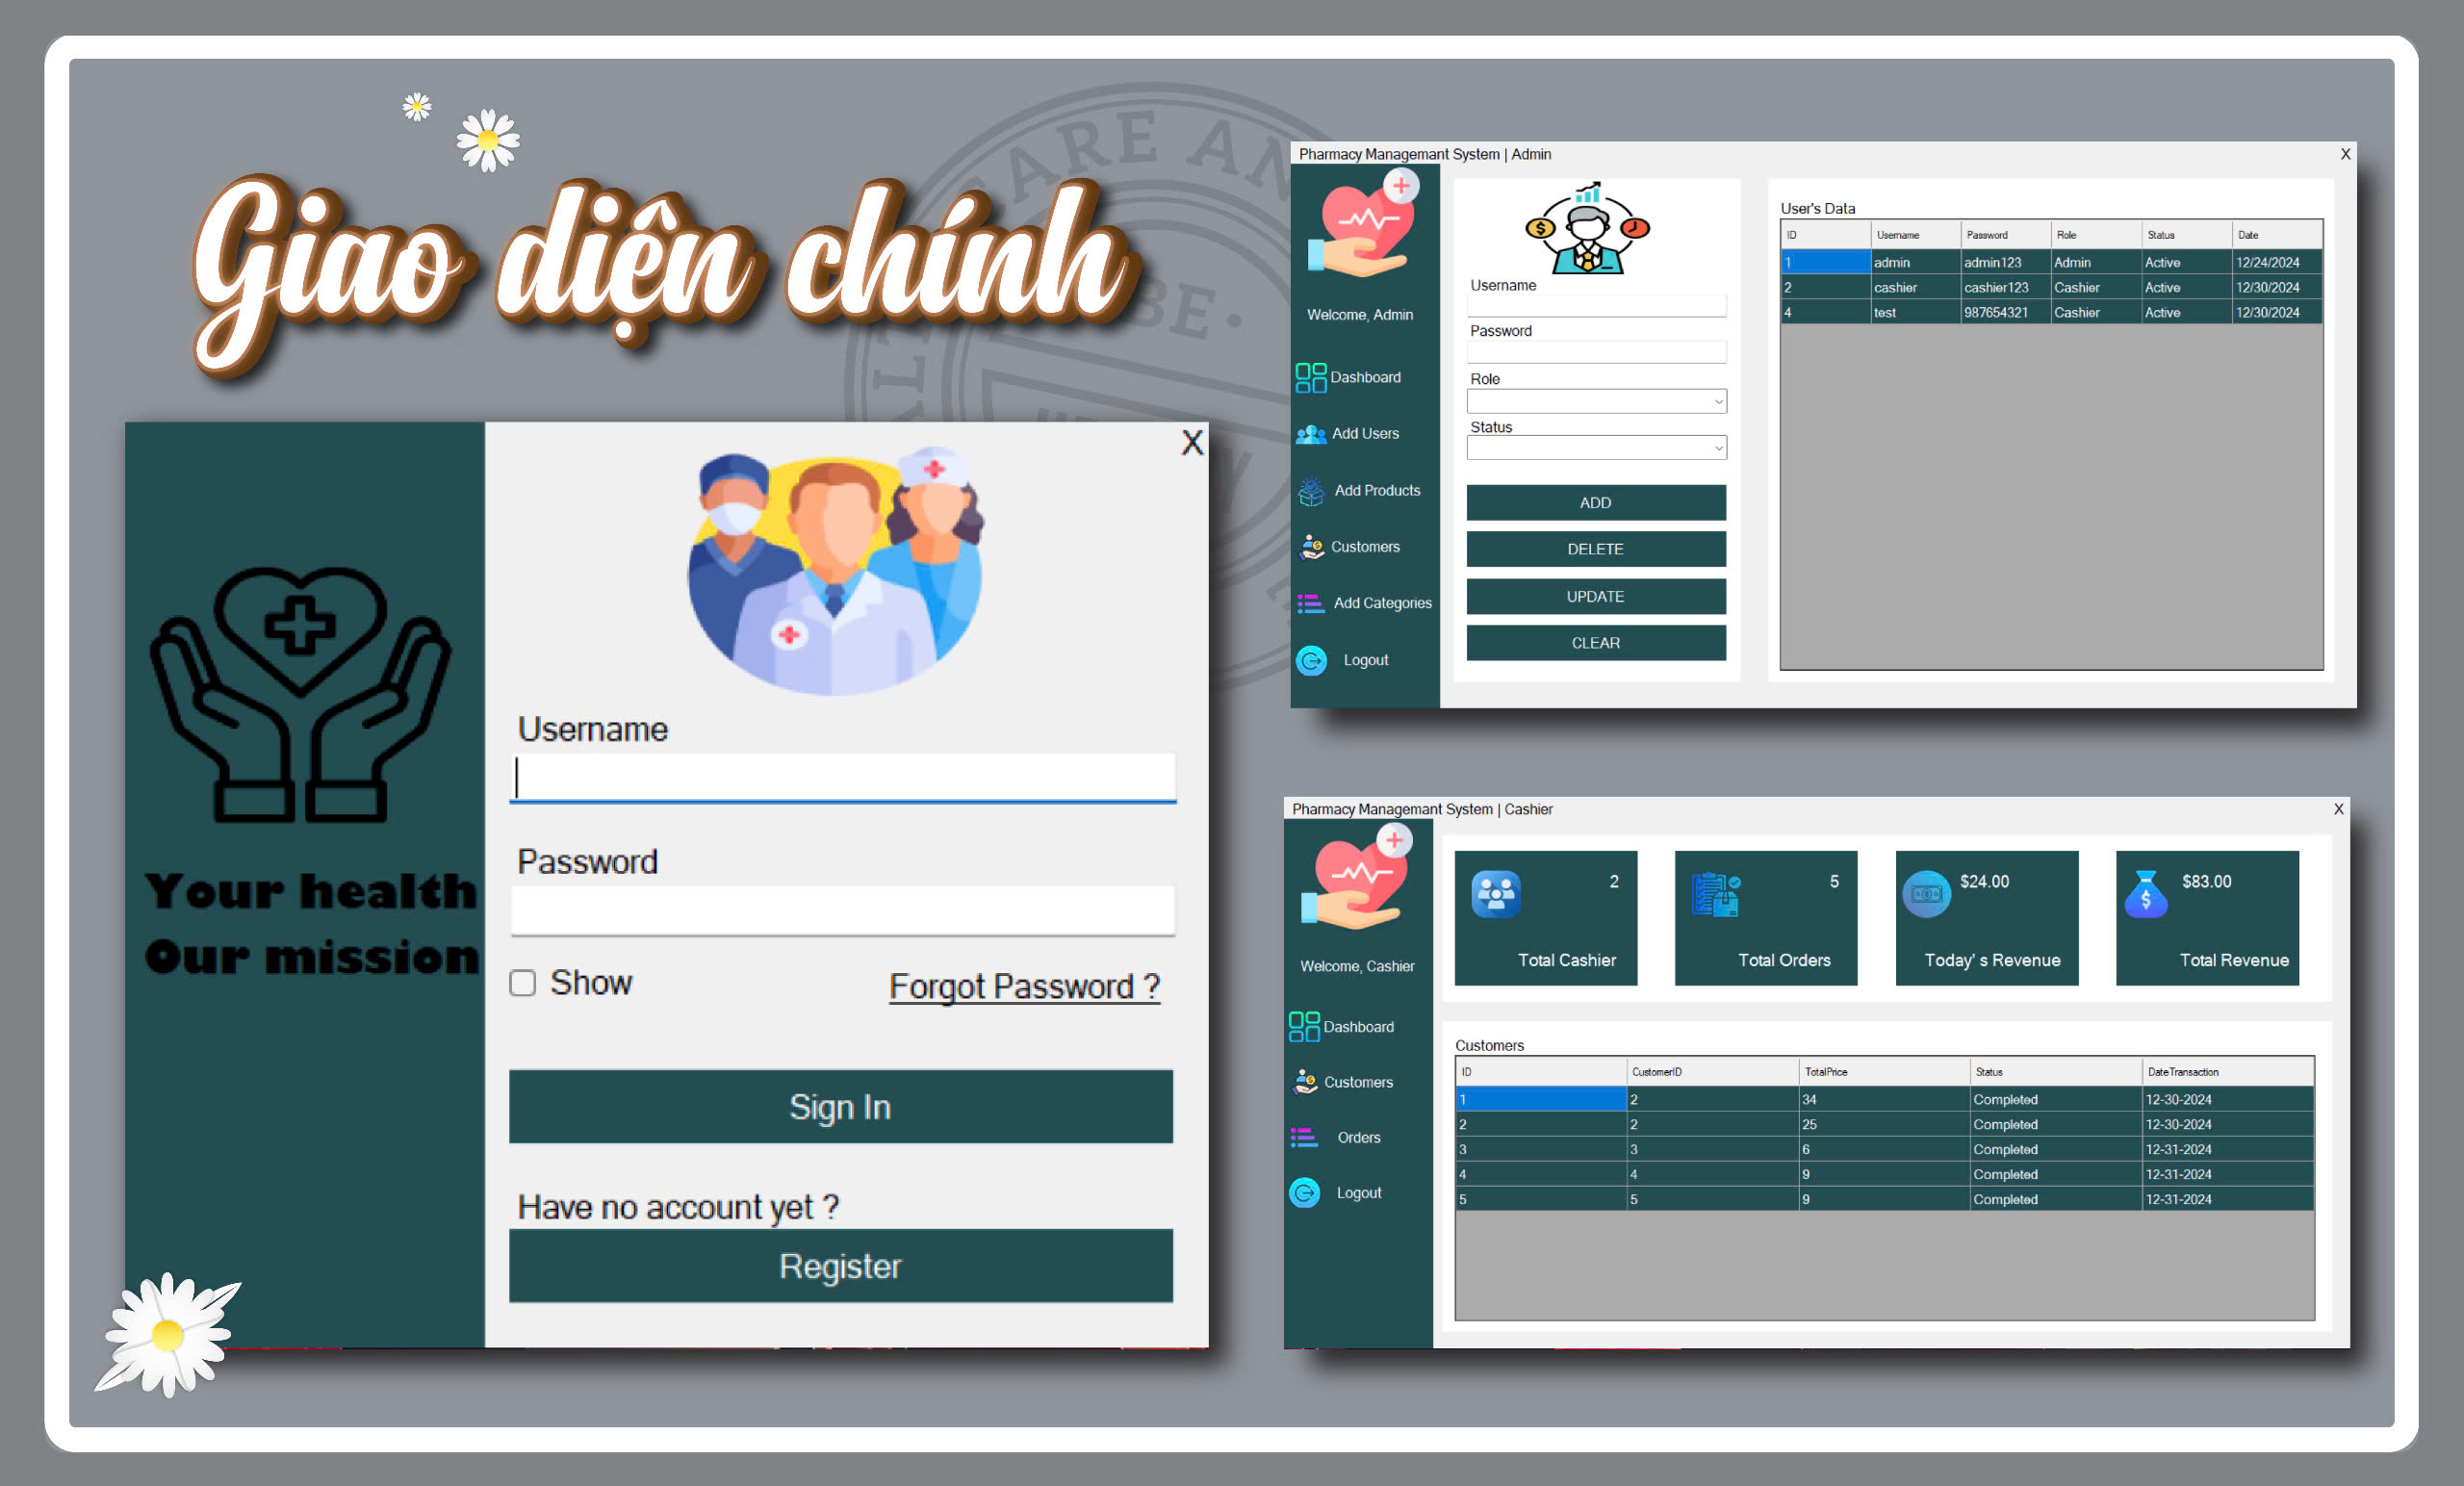 Giao diện chính
X
Username
Password
Show
Forgot Password ?
Sign In
Have no account yet ?
Register
Your health
Our mission
Pharmacy Managemant System | Admin
X
Welcome, Admin
Dashboard
Add Users
Add Products
Customers
Add Categories
Logout
Username
Password
Role
Status
ADD
DELETE
UPDATE
CLEAR
User's Data
ID Username Password Role Status Date
1 admin admin123 Admin Active 12/24/2024
2 cashier cashier123 Cashier Active 12/30/2024
4 test 987654321 Cashier Active 12/30/2024
Pharmacy Managemant System | Cashier
X
Welcome, Cashier
Dashboard
Customers
Orders
Logout
2
Total Cashier
5
Total Orders
$24.00
Today' s Revenue
$83.00
Total Revenue
Customers
ID CustomerID TotalPrice Status DateTransaction
1 2 34 Completed 12-30-2024
2 2 25 Completed 12-30-2024
3 3 6 Completed 12-31-2024
4 4 9 Completed 12-31-2024
5 5 9 Completed 12-31-2024